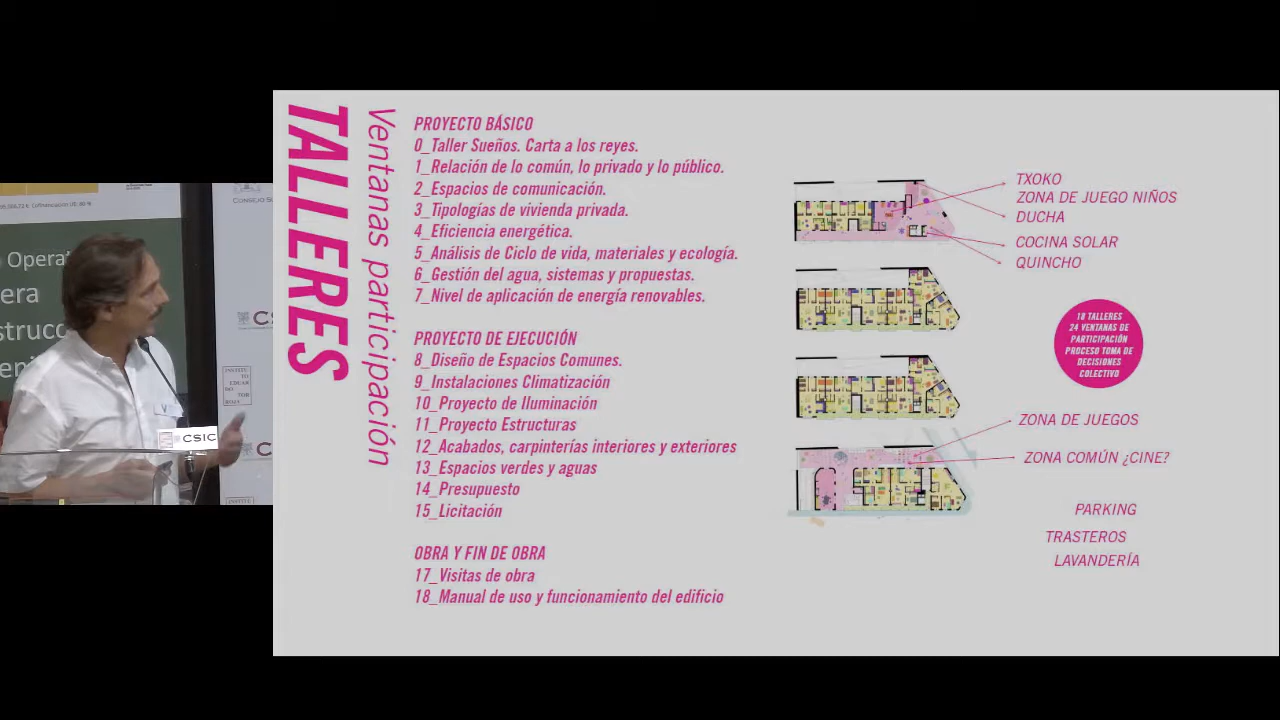 TALLERES
Ventanas participación
PROYECTO BÁSICO
0_Taller Sueños. Carta a los reyes.
1_Relación de lo común, lo privado y lo público.
2_Espacios de comunicación.
3_Tipologías de vivienda privada.
4_Eficiencia energética.
5_Análisis de Ciclo de vida, materiales y ecología.
6_Gestión del agua, sistemas y propuestas.
7_Nivel de aplicación de energía renovables.
PROYECTO DE EJECUCIÓN
8_Diseño de Espacios Comunes.
9_Instalaciones Climatización
10_Proyecto de Iluminación
11_Proyecto Estructuras
12_Acabados, carpinterías interiores y exteriores
13_Espacios verdes y aguas
14_Presupuesto
15_Licitación
OBRA Y FIN DE OBRA
17_Visitas de obra
18_Manual de uso y funcionamiento del edificio
TXOKO
ZONA DE JUEGO NIÑOS
DUCHA
COCINA SOLAR
QUINCHO
18 TALLERES
24 VENTANAS DE
PARTICIPACIÓN
PROCESO TOMA DE
DECISIONES
COLECTIVO
ZONA DE JUEGOS
ZONA COMÚN ¿CINE?
PARKING
TRASTEROS
LAVANDERÍA
Operat
era
strucc
CONSEJO SU
CSIC